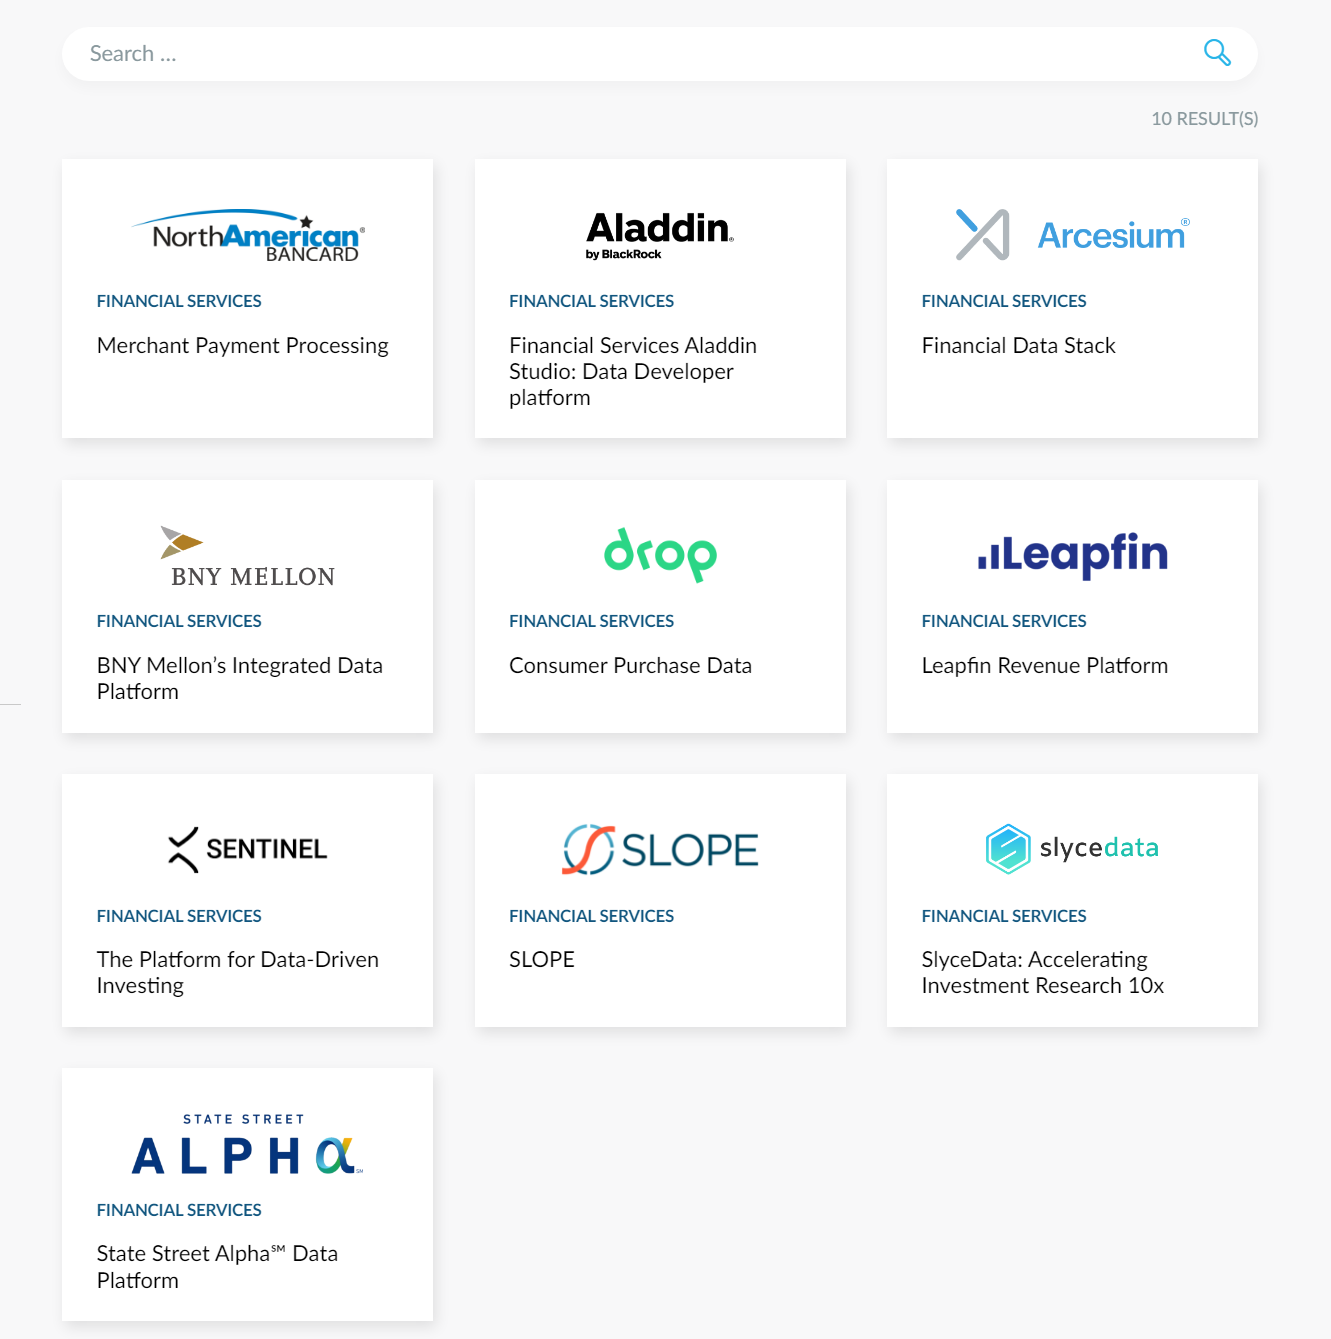 Search ...
10 RESULT(S)
NorthAmerican®
BANCARD
FINANCIAL SERVICES
Merchant Payment Processing
Aladdin®
by BlackRock
FINANCIAL SERVICES
Financial Services Aladdin
Studio: Data Developer
platform
Arcesium®
FINANCIAL SERVICES
Financial Data Stack
BNY MELLON
FINANCIAL SERVICES
BNY Mellon’s Integrated Data
Platform
drop
FINANCIAL SERVICES
Consumer Purchase Data
Leapfin
FINANCIAL SERVICES
Leapfin Revenue Platform
SENTINEL
FINANCIAL SERVICES
The Platform for Data-Driven
Investing
SLOPE
FINANCIAL SERVICES
SLOPE
slycedata
FINANCIAL SERVICES
SlyceData: Accelerating
Investment Research 10x
STATE STREET
ALPHα℠
FINANCIAL SERVICES
State Street Alpha℠ Data
Platform